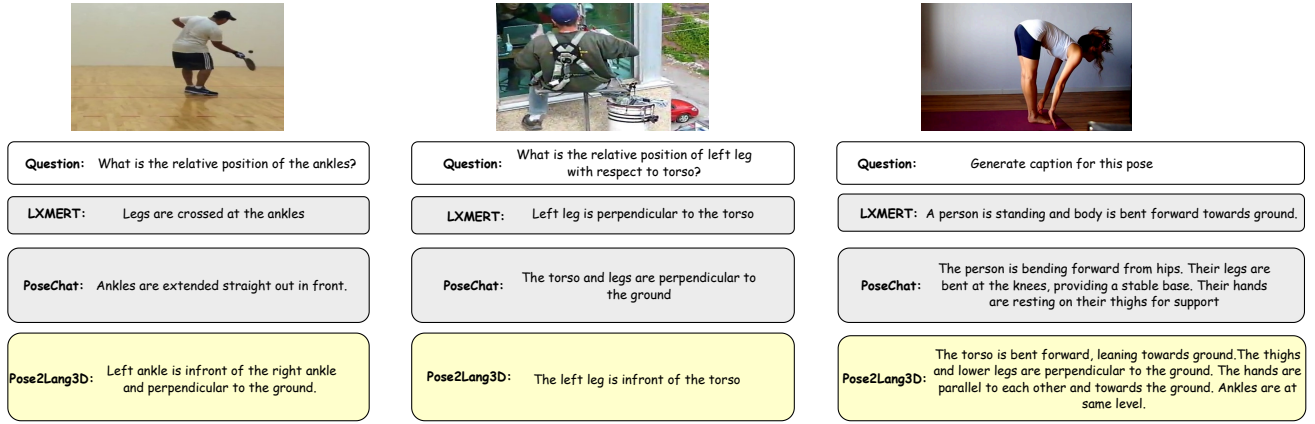 Question: What is the relative position of the ankles?
LXMERT: Legs are crossed at the ankles
PoseChat: Ankles are extended straight out in front.
Pose2Lang3D: Left ankle is infront of the right ankle
and perpendicular to the ground.
Question: What is the relative position of left leg
with respect to torso?
LXMERT: Left leg is perpendicular to the torso
PoseChat: The torso and legs are perpendicular to
the ground
Pose2Lang3D: The left leg is infront of the torso
Question: Generate caption for this pose
LXMERT: A person is standing and body is bent forward towards ground.
PoseChat: The person is bending forward from hips. Their legs are
bent at the knees, providing a stable base. Their hands
are resting on their thighs for support
Pose2Lang3D: The torso is bent forward, leaning towards ground.The thighs
and lower legs are perpendicular to the ground. The hands are
parallel to each other and towards the ground. Ankles are at
same level.